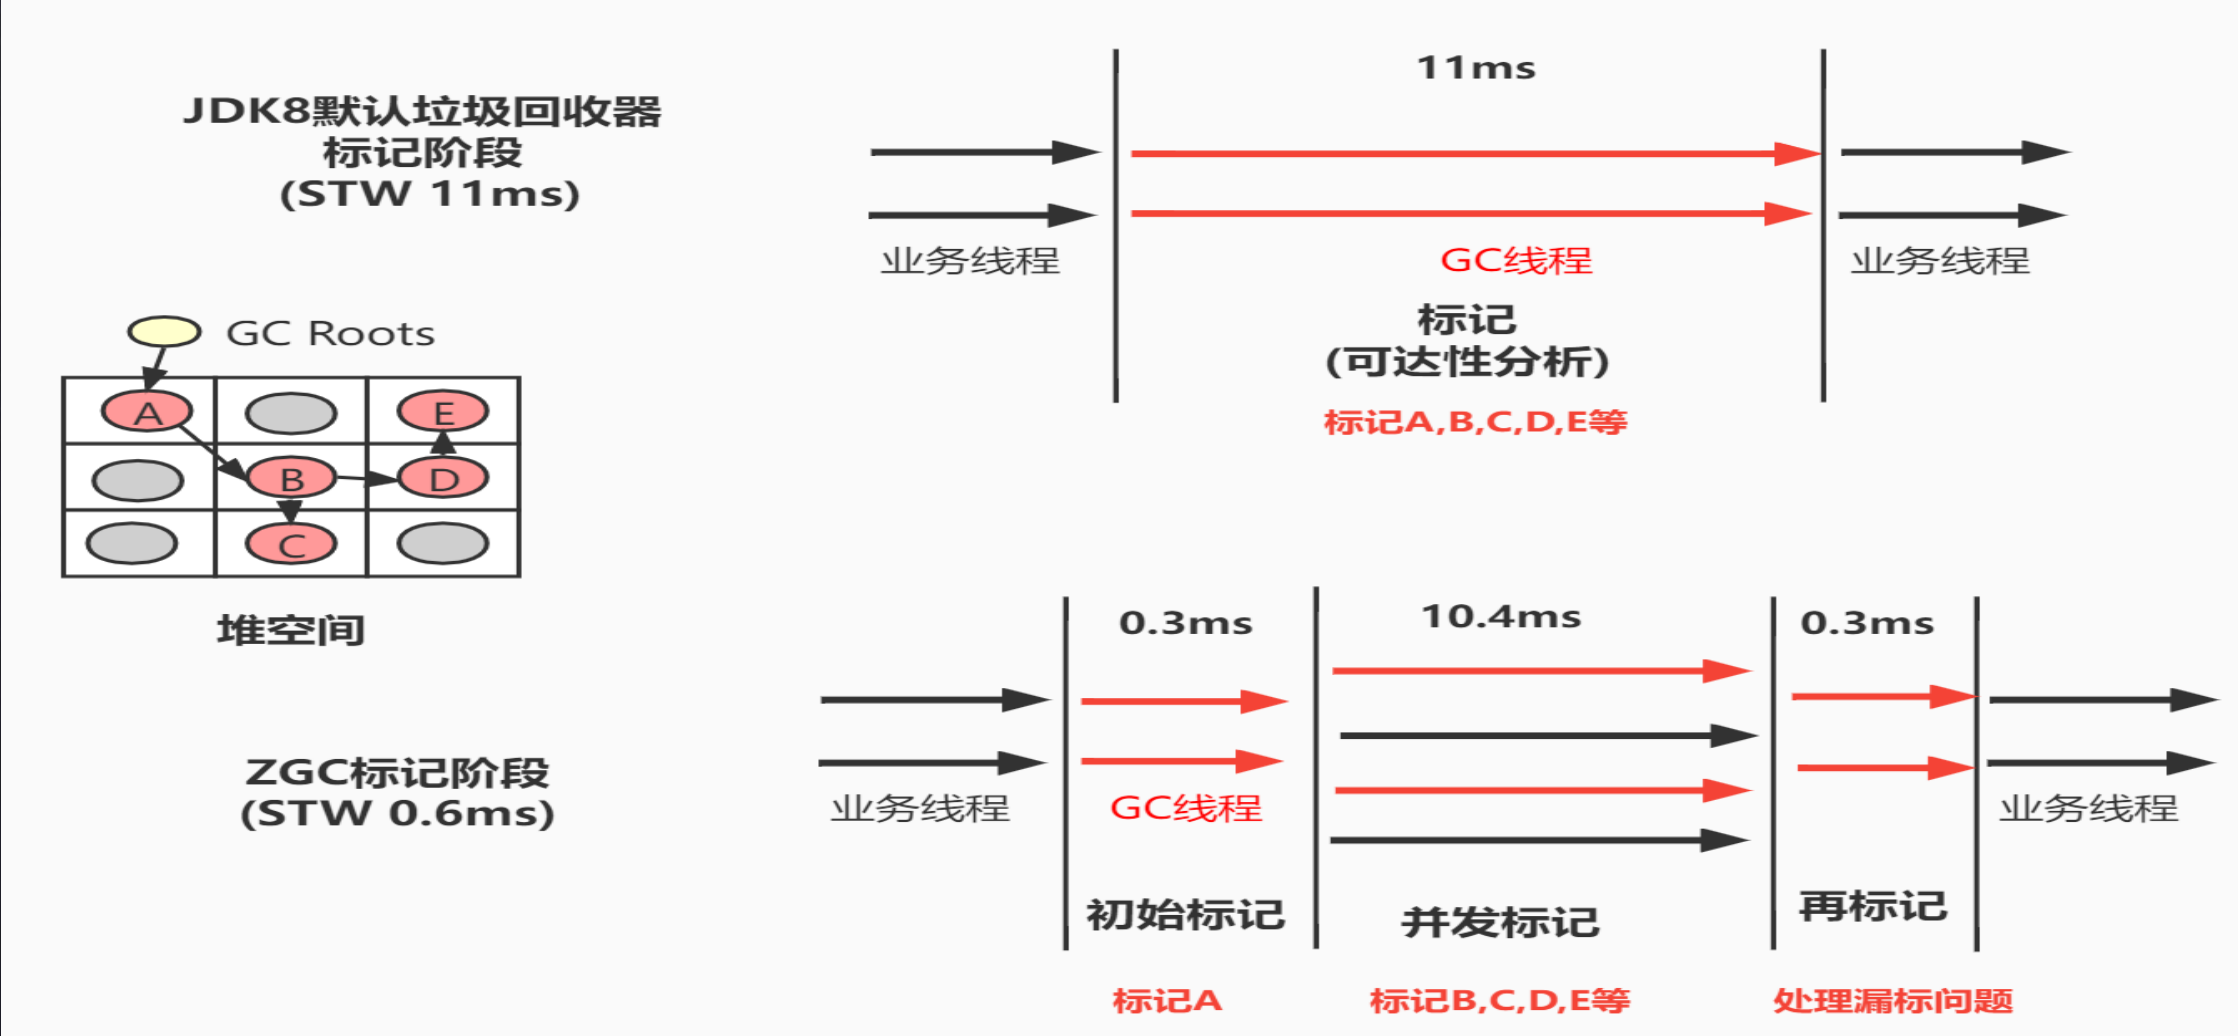 JDK8默认垃圾回收器
标记阶段
(STW 11ms)
11ms
业务线程
GC线程
业务线程
标记
(可达性分析)
标记A,B,C,D,E等
GC Roots
A
E
B
D
C
堆空间
ZGC标记阶段
(STW 0.6ms)
0.3ms
10.4ms
0.3ms
业务线程
GC线程
业务线程
初始标记
并发标记
再标记
标记A
标记B,C,D,E等
处理漏标问题